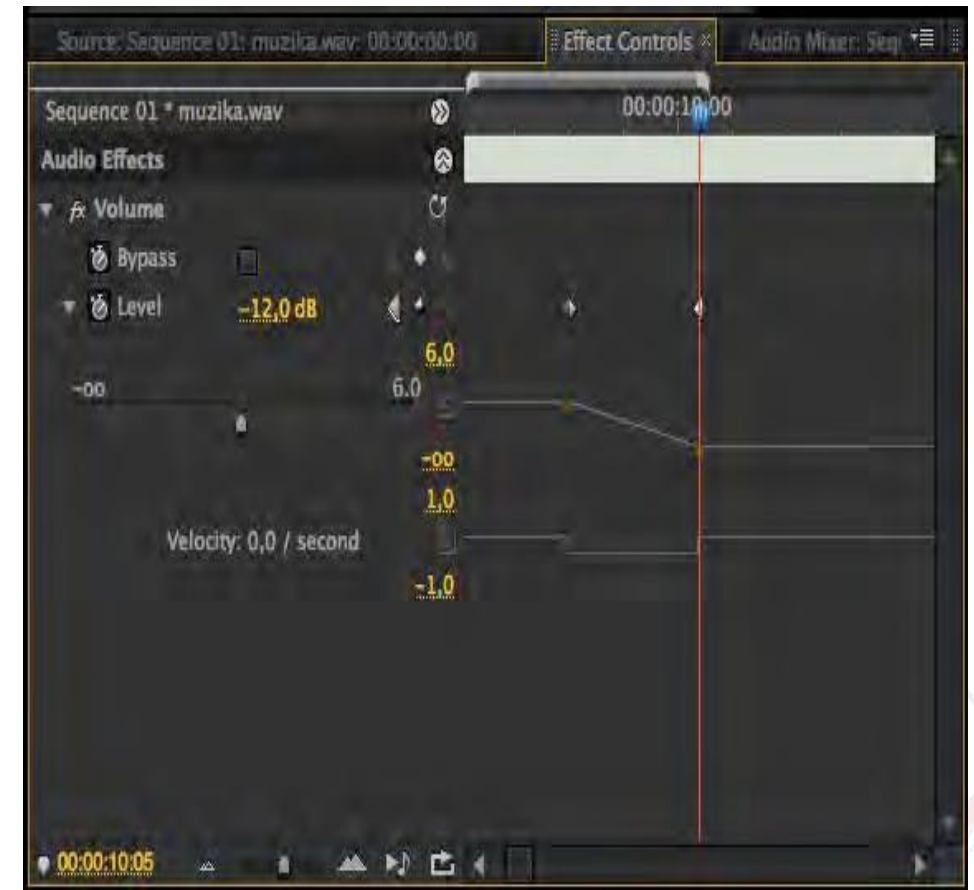 Source: Sequence 01: muzika.wav: 00:00:00:00 Effect Controls × Audio Mixer: Seq
Sequence 01 * muzika.wav
00:00:10:00
Audio Effects
fx Volume
Bypass
Level -12,0 dB
6,0
-oo 6.0
-oo
1,0
Velocity: 0,0 / second
-1,0
00:00:10:05